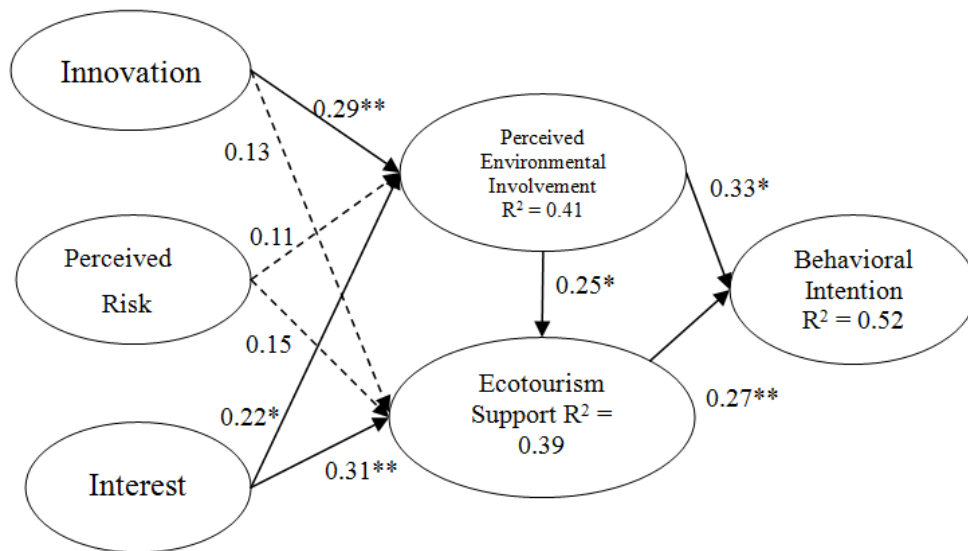 Innovation
0.29**
0.13
Perceived
Environmental
Involvement
R² = 0.41
0.33*
0.11
Perceived
Risk
0.25*
Behavioral
Intention
R² = 0.52
0.15
Ecotourism
Support R² =
0.39
0.27**
0.22*
0.31**
Interest